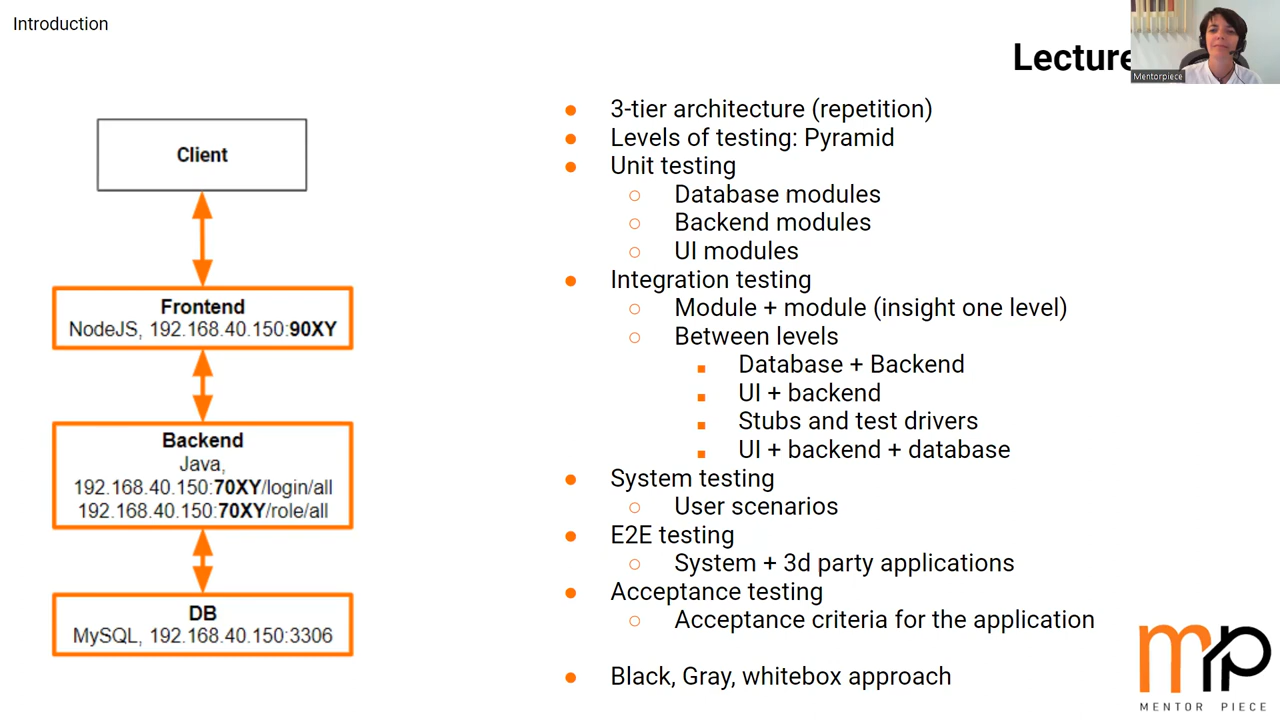 Introduction
Lecture
Mentorpiece
Client
Frontend
NodeJS, 192.168.40.150:90XY
Backend
Java,
192.168.40.150:70XY/login/all
192.168.40.150:70XY/role/all
DB
MySQL, 192.168.40.150:3306
3-tier architecture (repetition)
Levels of testing: Pyramid
Unit testing
Database modules
Backend modules
UI modules
Integration testing
Module + module (insight one level)
Between levels
Database + Backend
UI + backend
Stubs and test drivers
UI + backend + database
System testing
User scenarios
E2E testing
System + 3d party applications
Acceptance testing
Acceptance criteria for the application
Black, Gray, whitebox approach
mp
MENTOR PIECE